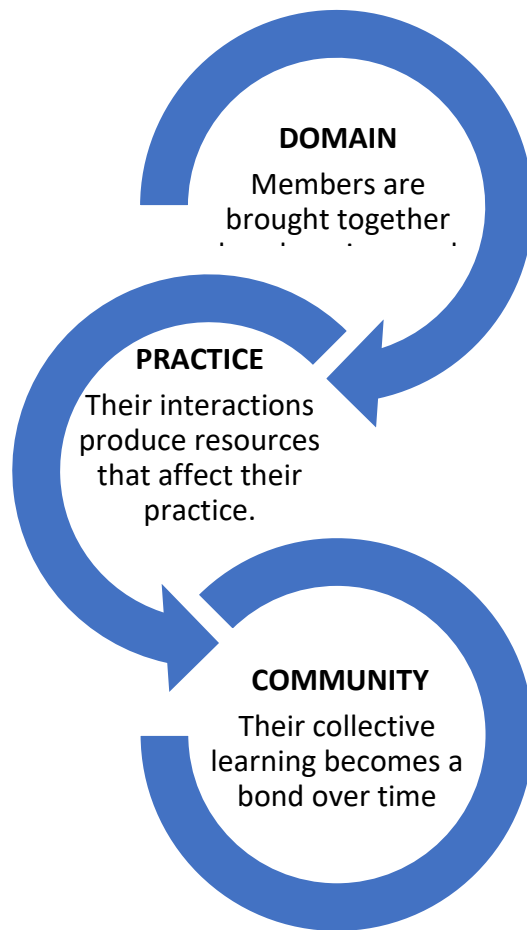 DOMAIN
Members are
brought together
PRACTICE
Their interactions
produce resources
that affect their
practice.
COMMUNITY
Their collective
learning becomes a
bond over time